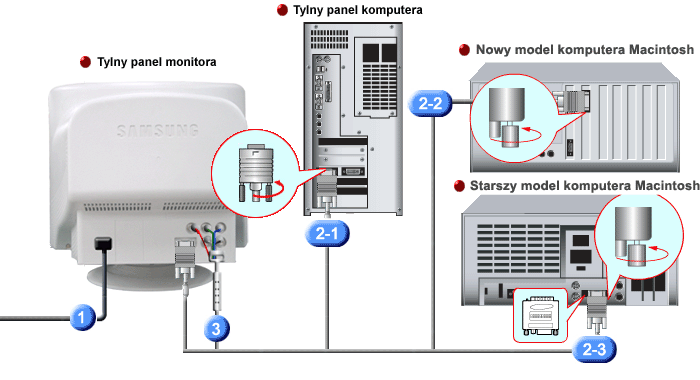 Tylny panel komputera
Nowy model komputera Macintosh
Tylny panel monitora
SAMSUNG
2-2
Starszy model komputera Macintosh
2-1
1
3
2-3